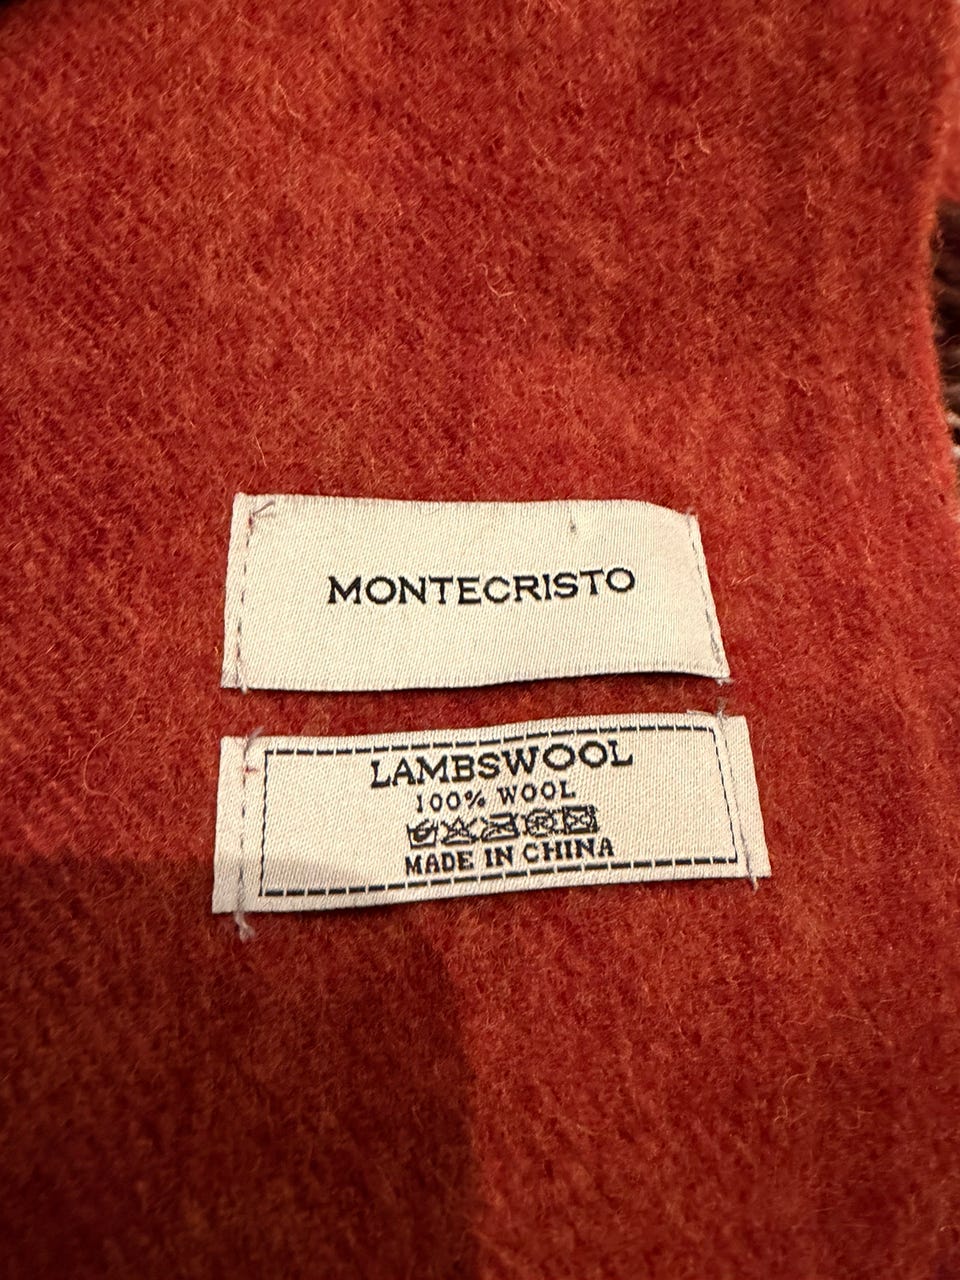 MONTECRISTO
LAMBSWOOL
100% WOOL
MADE IN CHINA